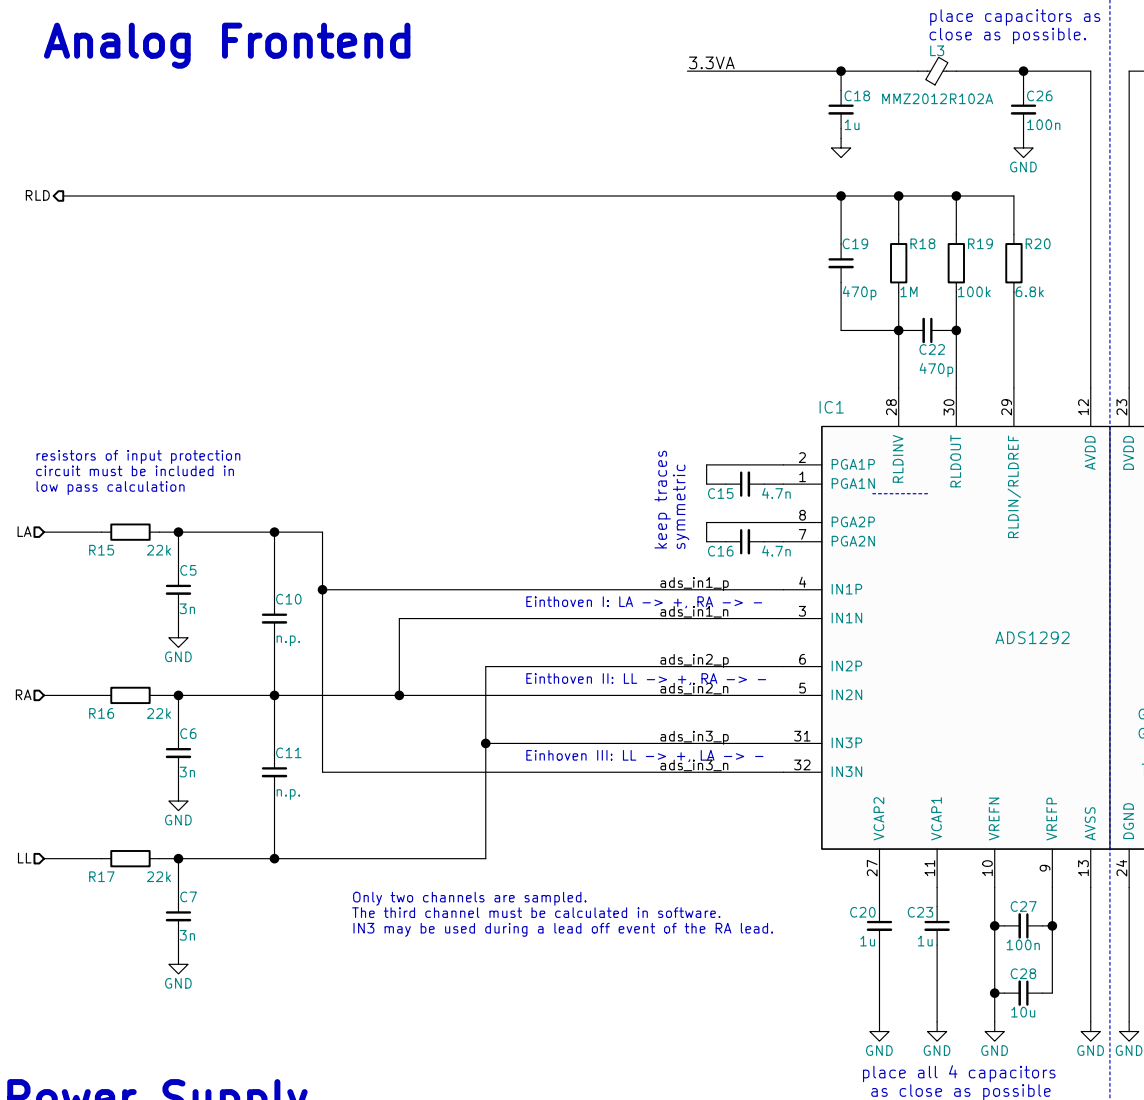 Analog Frontend
place capacitors as
close as possible.
L3
3.3VA
C18
MMZ2012R102A
C26
1u
100n
GND
RLD
C19
R18
R19
R20
470p
1M
100k
6.8k
C22
470p
IC1
28
30
29
12
23
RLDINV
RLDOUT
RLDIN/RLDREF
AVDD
DVDD
resistors of input protection
circuit must be included in
low pass calculation
keep traces
symmetric
2
PGA1P
1
PGA1N
C15
4.7n
8
PGA2P
7
PGA2N
C16
4.7n
LA
R15
22k
C5
3n
GND
C10
n.p.
ads_in1_p
4
IN1P
Einthoven I: LA -> +, RA -> -
ads_in1_n
3
IN1N
ADS1292
ads_in2_p
6
IN2P
Einthoven II: LL -> +, RA -> -
ads_in2_n
5
IN2N
RA
R16
22k
C6
3n
GND
C11
n.p.
ads_in3_p
31
IN3P
Einhoven III: LL -> +, LA -> -
ads_in3_n
32
IN3N
G
G
VCAP2
VCAP1
VREFN
VREFP
AVSS
DGND
27
11
10
9
13
24
LL
R17
22k
C7
3n
GND
Only two channels are sampled.
The third channel must be calculated in software.
IN3 may be used during a lead off event of the RA lead.
C20
1u
C23
1u
C27
100n
C28
10u
GND
GND
GND
GND
GND
place all 4 capacitors
as close as possible
Power Supply